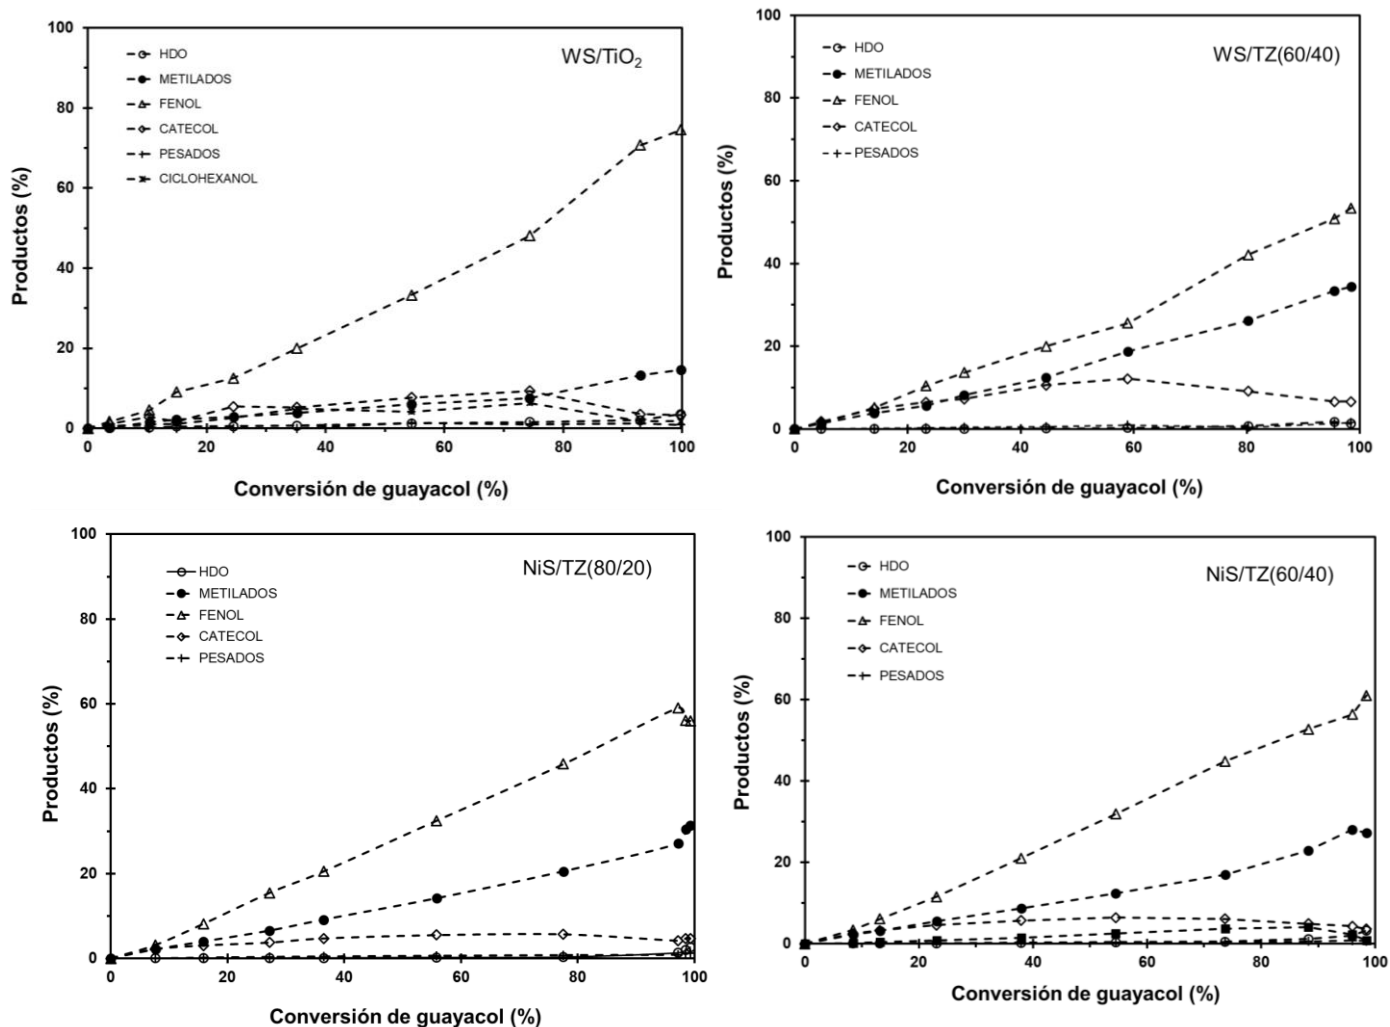 WS/TiO₂
HDO
METILADOS
FENOL
CATECOL
PESADOS
CICLOHEXANOL
Productos (%)
100
80
60
40
20
0
0 20 40 60 80 100
Conversión de guayacol (%)
WS/TZ(60/40)
HDO
METILADOS
FENOL
CATECOL
PESADOS
Productos (%)
100
80
60
40
20
0
0 20 40 60 80 100
Conversión de guayacol (%)
NiS/TZ(80/20)
HDO
METILADOS
FENOL
CATECOL
PESADOS
Productos (%)
100
80
60
40
20
0
0 20 40 60 80 100
Conversión de guayacol (%)
NiS/TZ(60/40)
HDO
METILADOS
FENOL
CATECOL
PESADOS
Productos (%)
100
80
60
40
20
0
0 20 40 60 80 100
Conversión de guayacol (%)